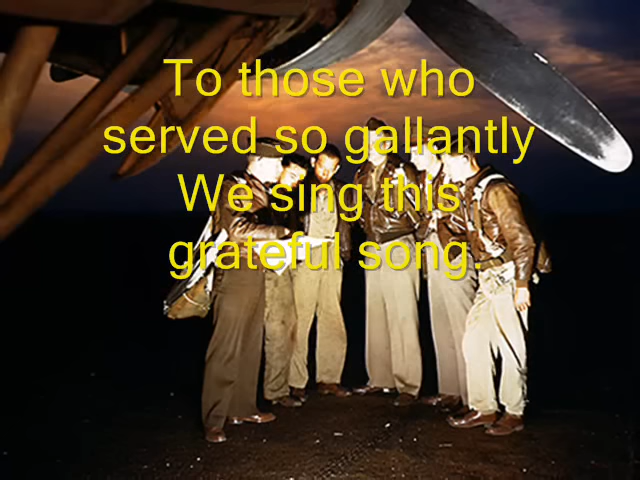 To those who
served so gallantly
We sing this
grateful song.